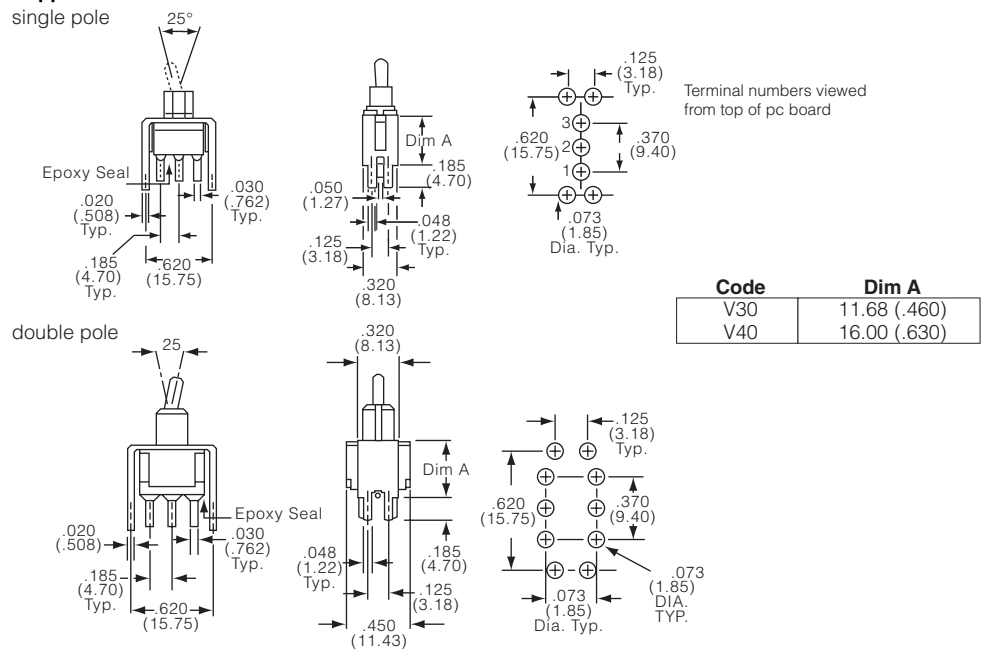 single pole
25°
.125
(3.18)
Typ.
Terminal numbers viewed
from top of pc board
3
2
1
.620
(15.75)
.370
(9.40)
.073
(1.85)
Dia. Typ.
Dim A
.185
(4.70)
.050
(1.27)
.048
(1.22)
Typ.
.125
(3.18)
.320
(8.13)
Epoxy Seal
.020
(.508)
Typ.
.030
(.762)
Typ.
.185
(4.70)
Typ.
.620
(15.75)
Code Dim A
V30 11.68 (.460)
V40 16.00 (.630)
double pole
25
Epoxy Seal
.020
(.508)
.030
(.762)
Typ.
.185
(4.70)
Typ.
.620
(15.75)
.320
(8.13)
Dim A
.048
(1.22)
Typ.
.185
(4.70)
.125
(3.18)
.450
(11.43)
.125
(3.18)
Typ.
.620
(15.75)
.370
(9.40)
.073
(1.85)
Dia. Typ.
.073
(1.85)
DIA.
TYP.